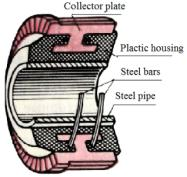 Collector plate
Plactic housing
Steel bars
Steel pipe